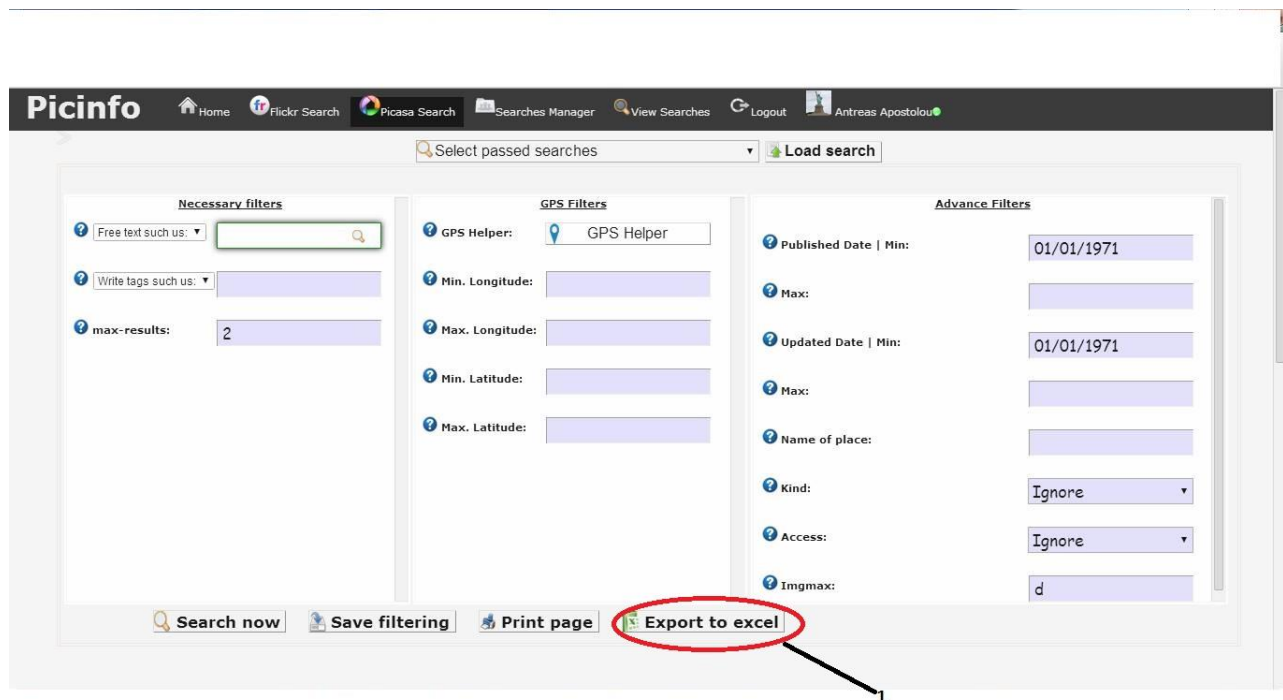 Picinfo Home Flickr Search Picasa Search Searches Manager View Searches Logout Antreas Apostolou
Select passed searches Load search
Necessary filters
Free text such us:
Write tags such us:
max-results: 2
GPS Filters
GPS Helper: GPS Helper
Min. Longitude:
Max. Longitude:
Min. Latitude:
Max. Latitude:
Advance Filters
Published Date | Min: 01/01/1971
Max:
Updated Date | Min: 01/01/1971
Max:
Name of place:
Kind: Ignore
Access: Ignore
Imgmax: d
Search now Save filtering Print page Export to excel
1